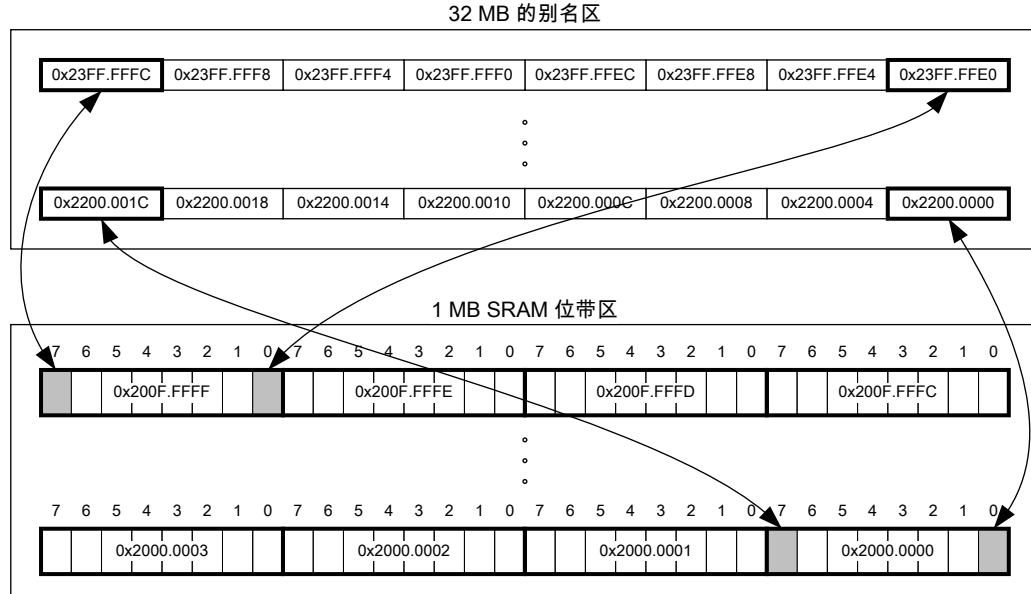 32 MB 的别名区
0x23FF.FFFC 0x23FF.FFF8 0x23FF.FFF4 0x23FF.FFF0 0x23FF.FFEC 0x23FF.FFE8 0x23FF.FFE4 0x23FF.FFE0
0x2200.001C 0x2200.0018 0x2200.0014 0x2200.0010 0x2200.000C 0x2200.0008 0x2200.0004 0x2200.0000
1 MB SRAM 位带区
7 6 5 4 3 2 1 0 7 6 5 4 3 2 1 0 7 6 5 4 3 2 1 0 7 6 5 4 3 2 1 0
0x200F.FFFF 0x200F.FFFE 0x200F.FFFD 0x200F.FFFC
7 6 5 4 3 2 1 0 7 6 5 4 3 2 1 0 7 6 5 4 3 2 1 0 7 6 5 4 3 2 1 0
0x2000.0003 0x2000.0002 0x2000.0001 0x2000.0000